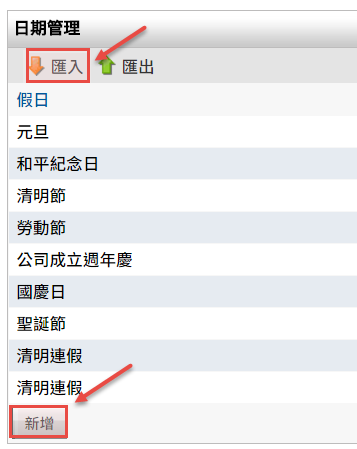 日期管理
匯入 匯出
假日
元旦
和平紀念日
清明節
勞動節
公司成立週年慶
國慶日
聖誕節
清明連假
清明連假
新增